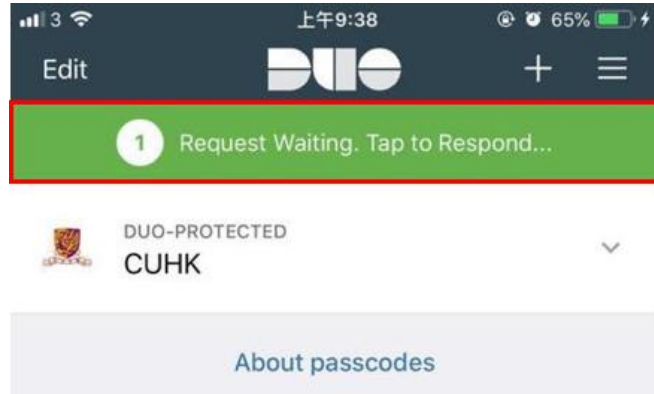 3 上午9:38 65%
Edit DUO
1 Request Waiting. Tap to Respond...
DUO-PROTECTED
CUHK
About passcodes